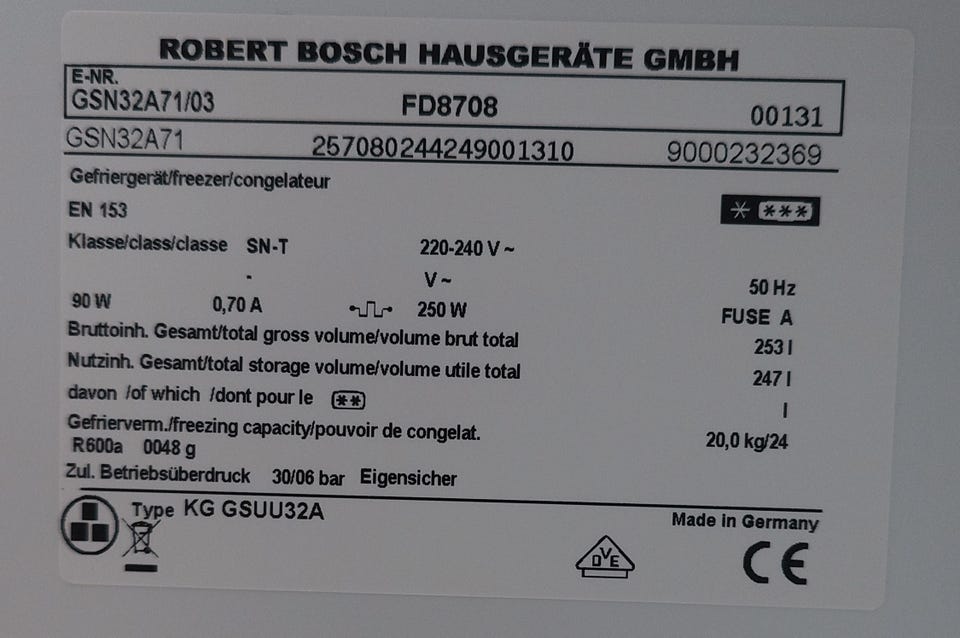 ROBERT BOSCH HAUSGERÄTE GMBH
E-NR.
GSN32A71/03 FD8708 00131
GSN32A71 257080244249001310 9000232369
Gefriergerät/freezer/congelateur
EN 153
Klasse/class/classe SN-T 220-240 V ~
- V ~ 50 Hz
90 W 0,70 A 250 W FUSE A
Bruttoinh. Gesamt/total gross volume/volume brut total 253 l
Nutzinh. Gesamt/total storage volume/volume utile total 247 l
davon /of which /dont pour le ** l
Gefrierverm./freezing capacity/pouvoir de congelat. 20,0 kg/24
R600a 0048 g
Zul. Betriebsüberdruck 30/06 bar Eigensicher
Type KG GSUU32A Made in Germany
DVE CE